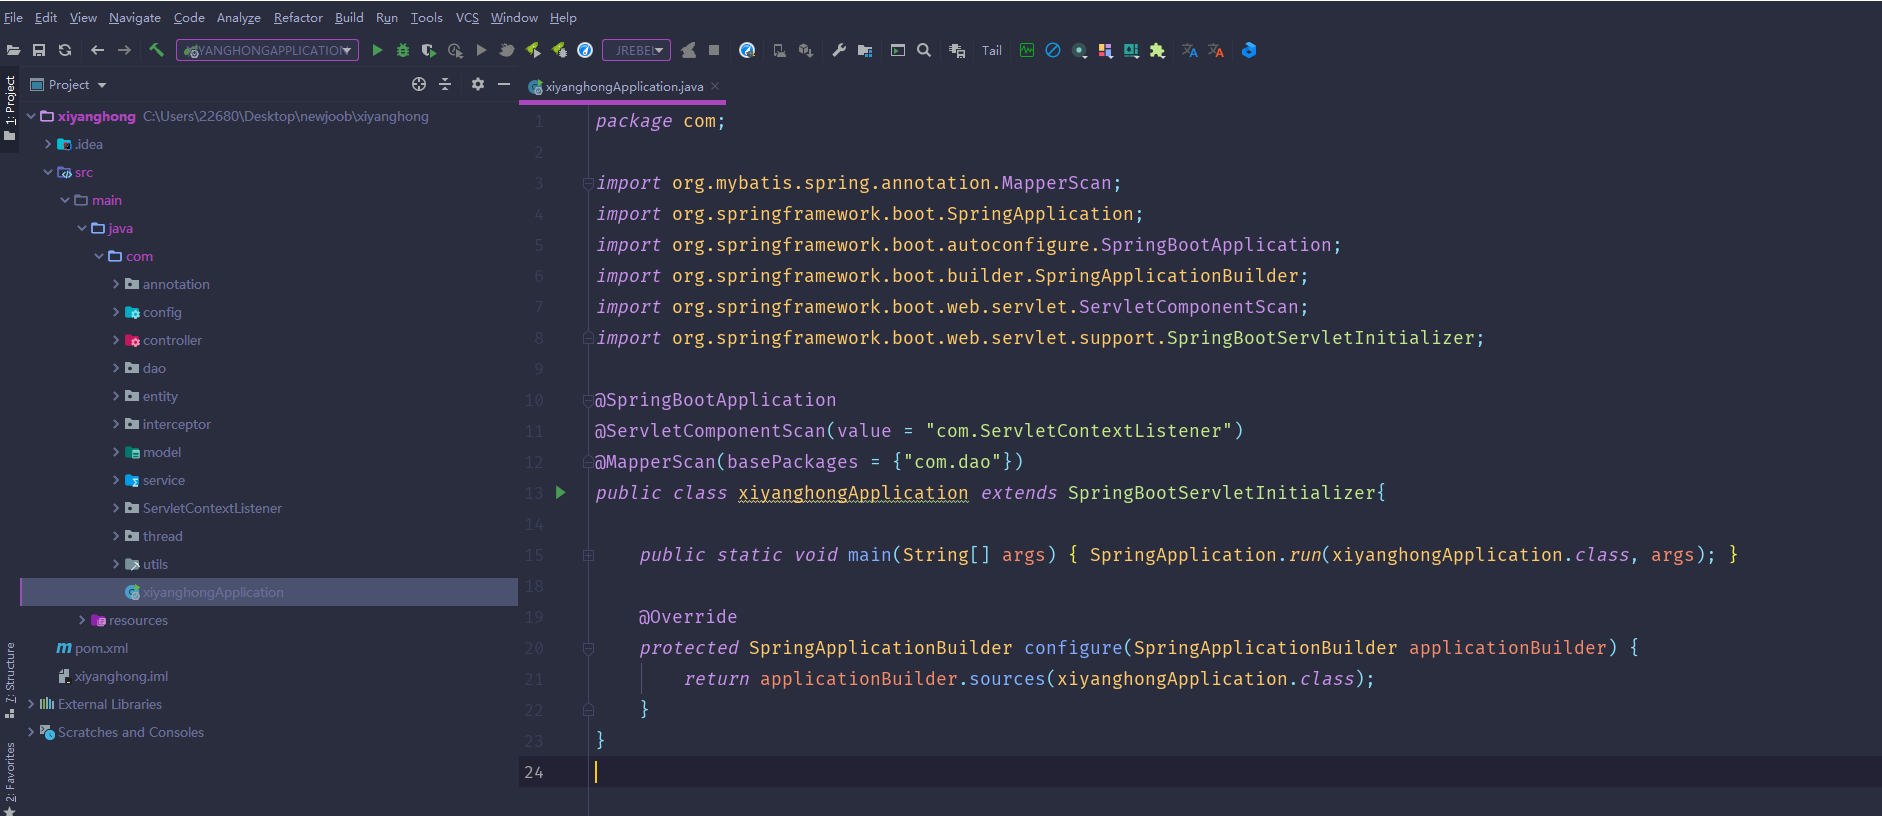 File Edit View Navigate Code Analyze Refactor Build Run Tools VCS Window Help
XIYANGHONGAPPLICATION JREBEL Tail
1: Project
Project
xiyanghongApplication.java
xiyanghong C:\Users\22680\Desktop\newjoob\xiyanghong
.idea
src
main
java
com
annotation
config
controller
dao
entity
interceptor
model
service
ServletContextListener
thread
utils
xiyanghongApplication
resources
pom.xml
xiyanghong.iml
External Libraries
Scratches and Consoles
7: Structure
2: Favorites
1 package com;
2
3 import org.mybatis.spring.annotation.MapperScan;
4 import org.springframework.boot.SpringApplication;
5 import org.springframework.boot.autoconfigure.SpringBootApplication;
6 import org.springframework.boot.builder.SpringApplicationBuilder;
7 import org.springframework.boot.web.servlet.ServletComponentScan;
8 import org.springframework.boot.web.servlet.support.SpringBootServletInitializer;
9
10 @SpringBootApplication
11 @ServletComponentScan(value = "com.ServletContextListener")
12 @MapperScan(basePackages = {"com.dao"})
13 public class xiyanghongApplication extends SpringBootServletInitializer{
14
15 public static void main(String[] args) { SpringApplication.run(xiyanghongApplication.class, args); }
18
19 @Override
20 protected SpringApplicationBuilder configure(SpringApplicationBuilder applicationBuilder) {
21 return applicationBuilder.sources(xiyanghongApplication.class);
22 }
23 }
24